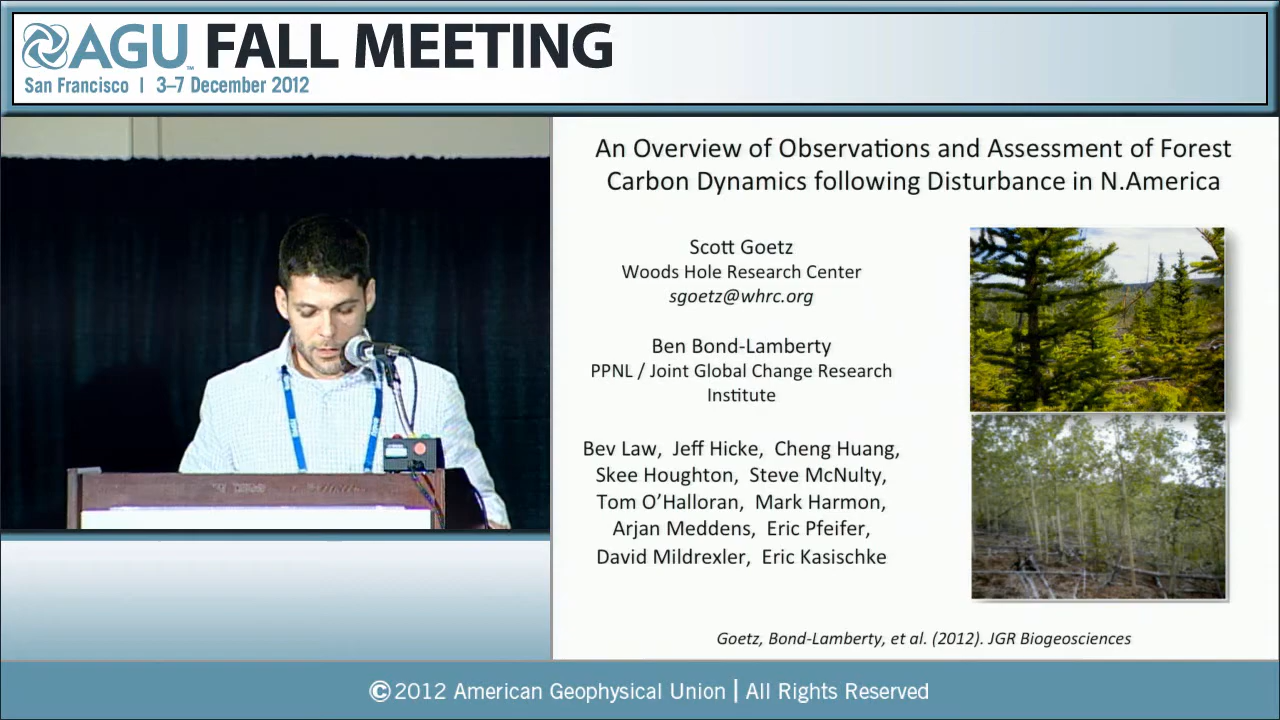 AGU FALL MEETING
San Francisco | 3–7 December 2012
An Overview of Observations and Assessment of Forest
Carbon Dynamics following Disturbance in N.America
Scott Goetz
Woods Hole Research Center
sgoetz@whrc.org
Ben Bond-Lamberty
PPNL / Joint Global Change Research
Institute
Bev Law, Jeff Hicke, Cheng Huang,
Skee Houghton, Steve McNulty,
Tom O’Halloran, Mark Harmon,
Arjan Meddens, Eric Pfeifer,
David Mildrexler, Eric Kasischke
Goetz, Bond-Lamberty, et al. (2012). JGR Biogeosciences
© 2012 American Geophysical Union | All Rights Reserved